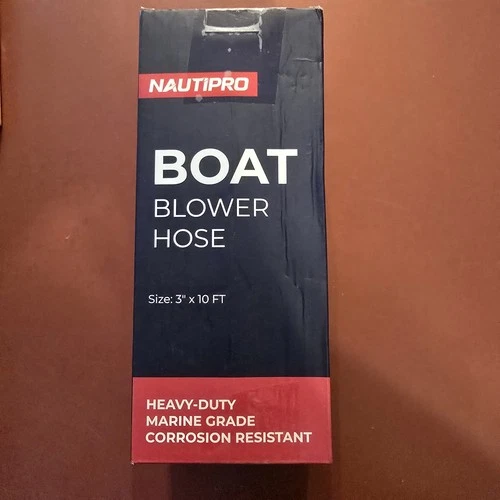 NAUTIPRO
BOAT
BLOWER
HOSE
Size: 3" x 10 FT
HEAVY-DUTY
MARINE GRADE
CORROSION RESISTANT